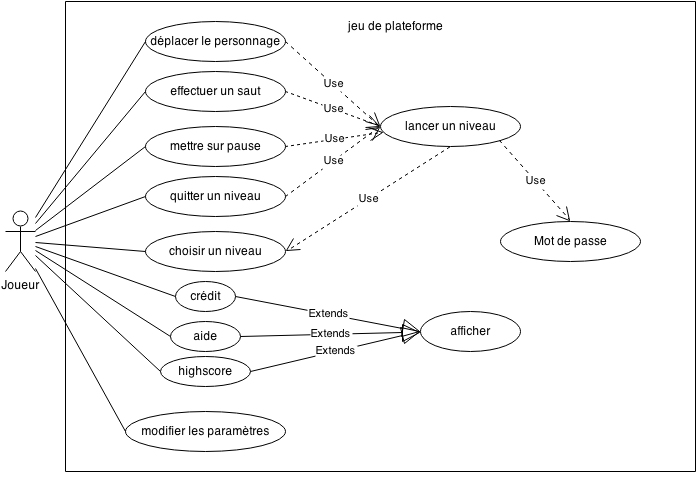 jeu de plateforme
déplacer le personnage
Use
effectuer un saut
Use
lancer un niveau
mettre sur pause
Use
Use
quitter un niveau
Use
Use
choisir un niveau
Mot de passe
Joueur
crédit
Extends
aide
Extends
afficher
Extends
highscore
modifier les paramètres